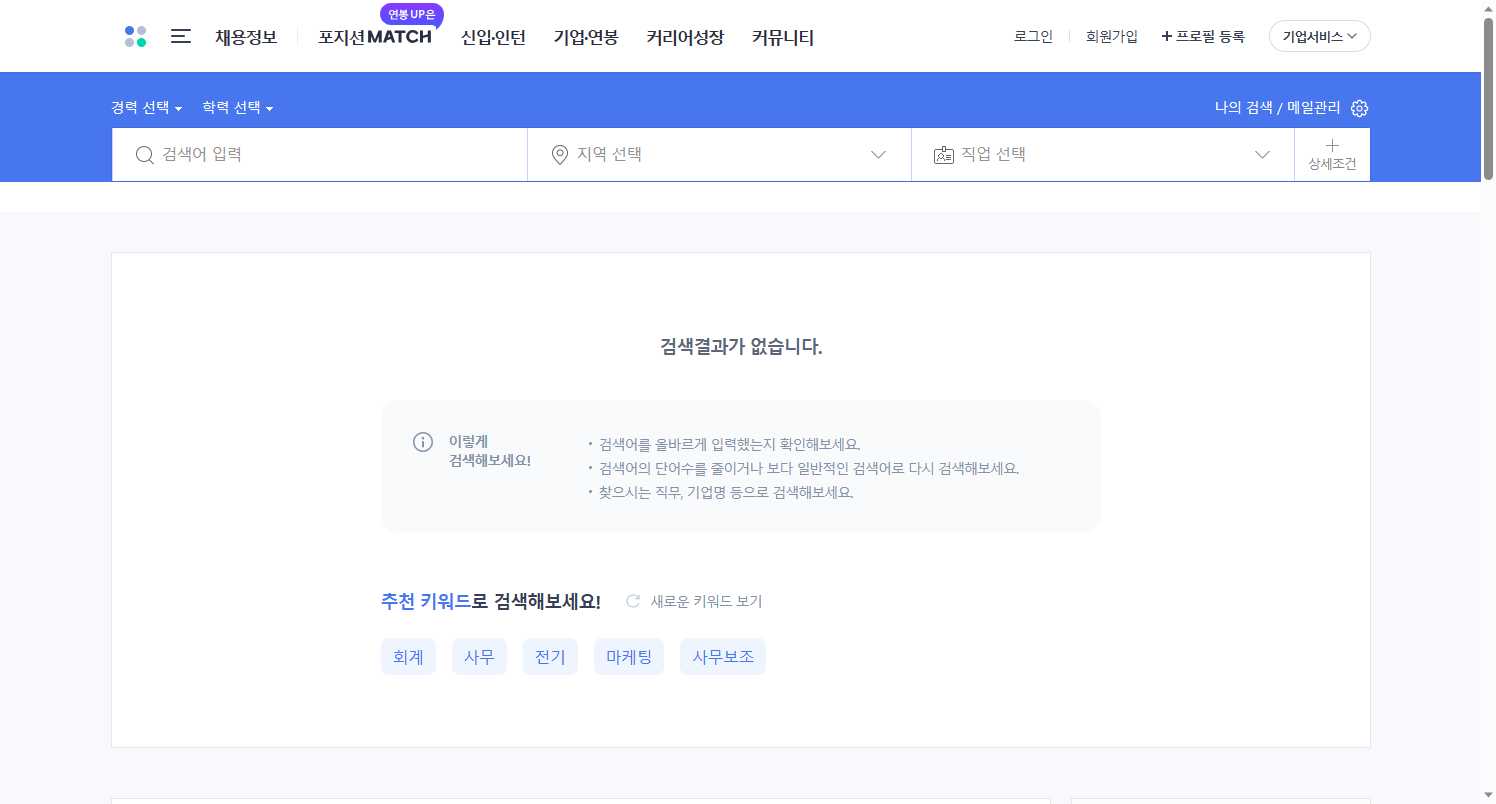 연봉 UP은
채용정보 포지션 MATCH 신입·인턴 기업·연봉 커리어성장 커뮤니티 로그인 회원가입 + 프로필 등록 기업서비스
경력 선택 학력 선택 나의 검색 / 메일관리
검색어 입력 지역 선택 직업 선택 상세조건
검색결과가 없습니다.
이렇게
검색해보세요!
· 검색어를 올바르게 입력했는지 확인해보세요.
· 검색어의 단어수를 줄이거나 보다 일반적인 검색어로 다시 검색해보세요.
· 찾으시는 직무, 기업명 등으로 검색해보세요.
추천 키워드로 검색해보세요! 새로운 키워드 보기
회계 사무 전기 마케팅 사무보조